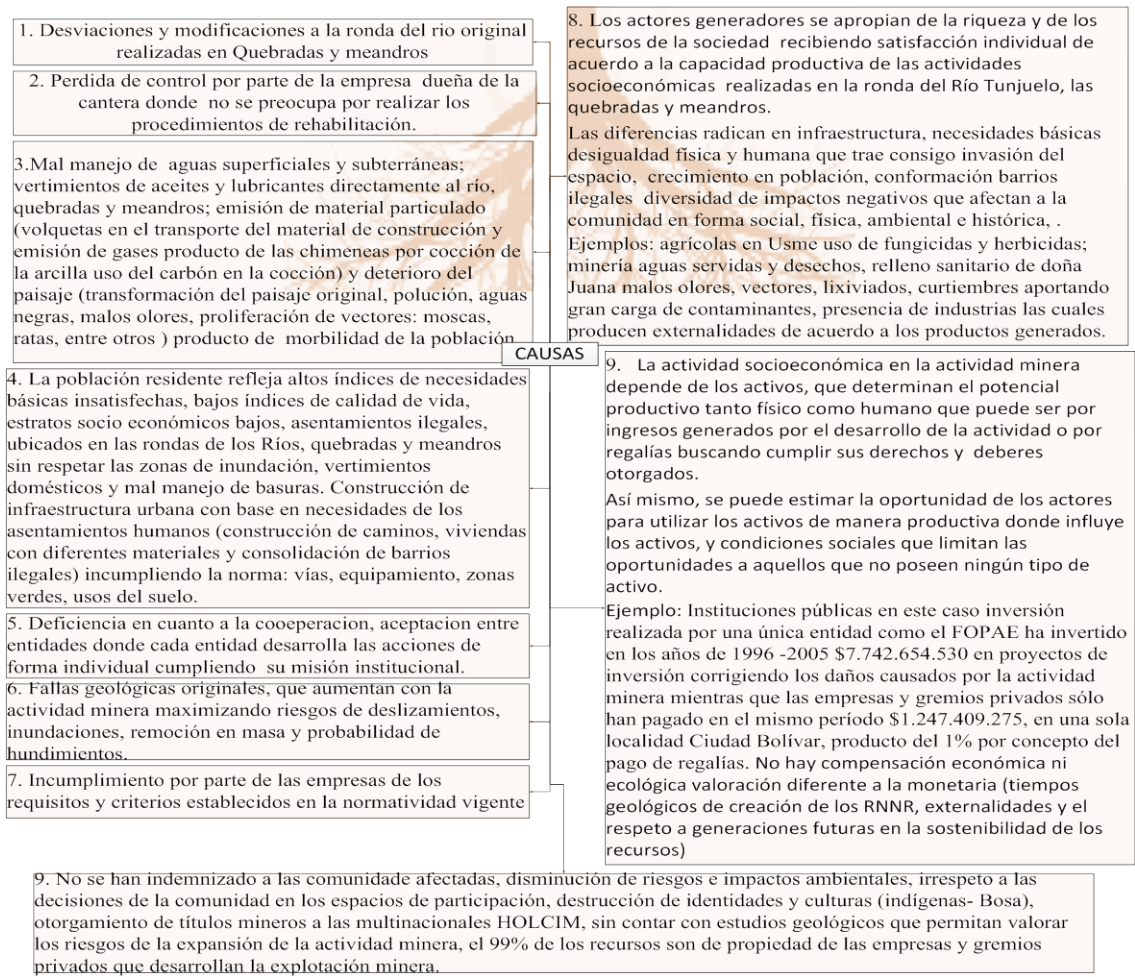 1. Desviaciones y modificaciones a la ronda del rio original
realizadas en Quebradas y meandros
2. Perdida de control por parte de la empresa dueña de la
cantera donde no se preocupa por realizar los
procedimientos de rehabilitación.
3.Mal manejo de aguas superficiales y subterráneas;
vertimientos de aceites y lubricantes directamente al río,
quebradas y meandros; emisión de material particulado
(volquetas en el transporte del material de construcción y
emisión de gases producto de las chimeneas por cocción de
la arcilla uso del carbón en la cocción) y deterioro del
paisaje (transformación del paisaje original, polución, aguas
negras, malos olores, proliferación de vectores: moscas,
ratas, entre otros ) producto de morbilidad de la población
CAUSAS
4. La población residente refleja altos índices de necesidades
básicas insatisfechas, bajos índices de calidad de vida,
estratos socio económicos bajos, asentamientos ilegales,
ubicados en las rondas de los Ríos, quebradas y meandros
sin respetar las zonas de inundación, vertimientos
domésticos y mal manejo de basuras. Construcción de
infraestructura urbana con base en necesidades de los
asentamientos humanos (construcción de caminos, viviendas
con diferentes materiales y consolidación de barrios
ilegales) incumpliendo la norma: vías, equipamiento, zonas
verdes, usos del suelo.
5. Deficiencia en cuanto a la cooeperacion, aceptacion entre
entidades donde cada entidad desarrolla las acciones de
forma individual cumpliendo su misión institucional.
6. Fallas geológicas originales, que aumentan con la
actividad minera maximizando riesgos de deslizamientos,
inundaciones, remoción en masa y probabilidad de
hundimientos.
7. Incumplimiento por parte de las empresas de los
requisitos y criterios establecidos en la normatividad vigente
8. Los actores generadores se apropian de la riqueza y de los
recursos de la sociedad recibiendo satisfacción individual de
acuerdo a la capacidad productiva de las actividades
socioeconómicas realizadas en la ronda del Río Tunjuelo, las
quebradas y meandros.
Las diferencias radican en infraestructura, necesidades básicas
desigualdad física y humana que trae consigo invasión del
espacio, crecimiento en población, conformación barrios
ilegales diversidad de impactos negativos que afectan a la
comunidad en forma social, física, ambiental e histórica, .
Ejemplos: agrícolas en Usme uso de fungicidas y herbicidas;
minería aguas servidas y desechos, relleno sanitario de doña
Juana malos olores, vectores, lixiviados, curtiembres aportando
gran carga de contaminantes, presencia de industrias las cuales
producen externalidades de acuerdo a los productos generados.
9. La actividad socioeconómica en la actividad minera
depende de los activos, que determinan el potencial
productivo tanto físico como humano que puede ser por
ingresos generados por el desarrollo de la actividad o por
regalías buscando cumplir sus derechos y deberes
otorgados.
Así mismo, se puede estimar la oportunidad de los actores
para utilizar los activos de manera productiva donde influye
los activos, y condiciones sociales que limitan las
oportunidades a aquellos que no poseen ningún tipo de
activo.
Ejemplo: Instituciones públicas en este caso inversión
realizada por una única entidad como el FOPAE ha invertido
en los años de 1996 -2005 $7.742.654.530 en proyectos de
inversión corrigiendo los daños causados por la actividad
minera mientras que las empresas y gremios privados sólo
han pagado en el mismo período $1.247.409.275, en una sola
localidad Ciudad Bolívar, producto del 1% por concepto del
pago de regalías. No hay compensación económica ni
ecológica valoración diferente a la monetaria (tiempos
geológicos de creación de los RNNR, externalidades y el
respeto a generaciones futuras en la sostenibilidad de los
recursos)
9. No se han indemnizado a las comunidade afectadas, disminución de riesgos e impactos ambientales, irrespeto a las
decisiones de la comunidad en los espacios de participación, destrucción de identidades y culturas (indígenas- Bosa),
otorgamiento de títulos mineros a las multinacionales HOLCIM, sin contar con estudios geológicos que permitan valorar
los riesgos de la expansión de la actividad minera, el 99% de los recursos son de propiedad de las empresas y gremios
privados que desarrollan la explotación minera.